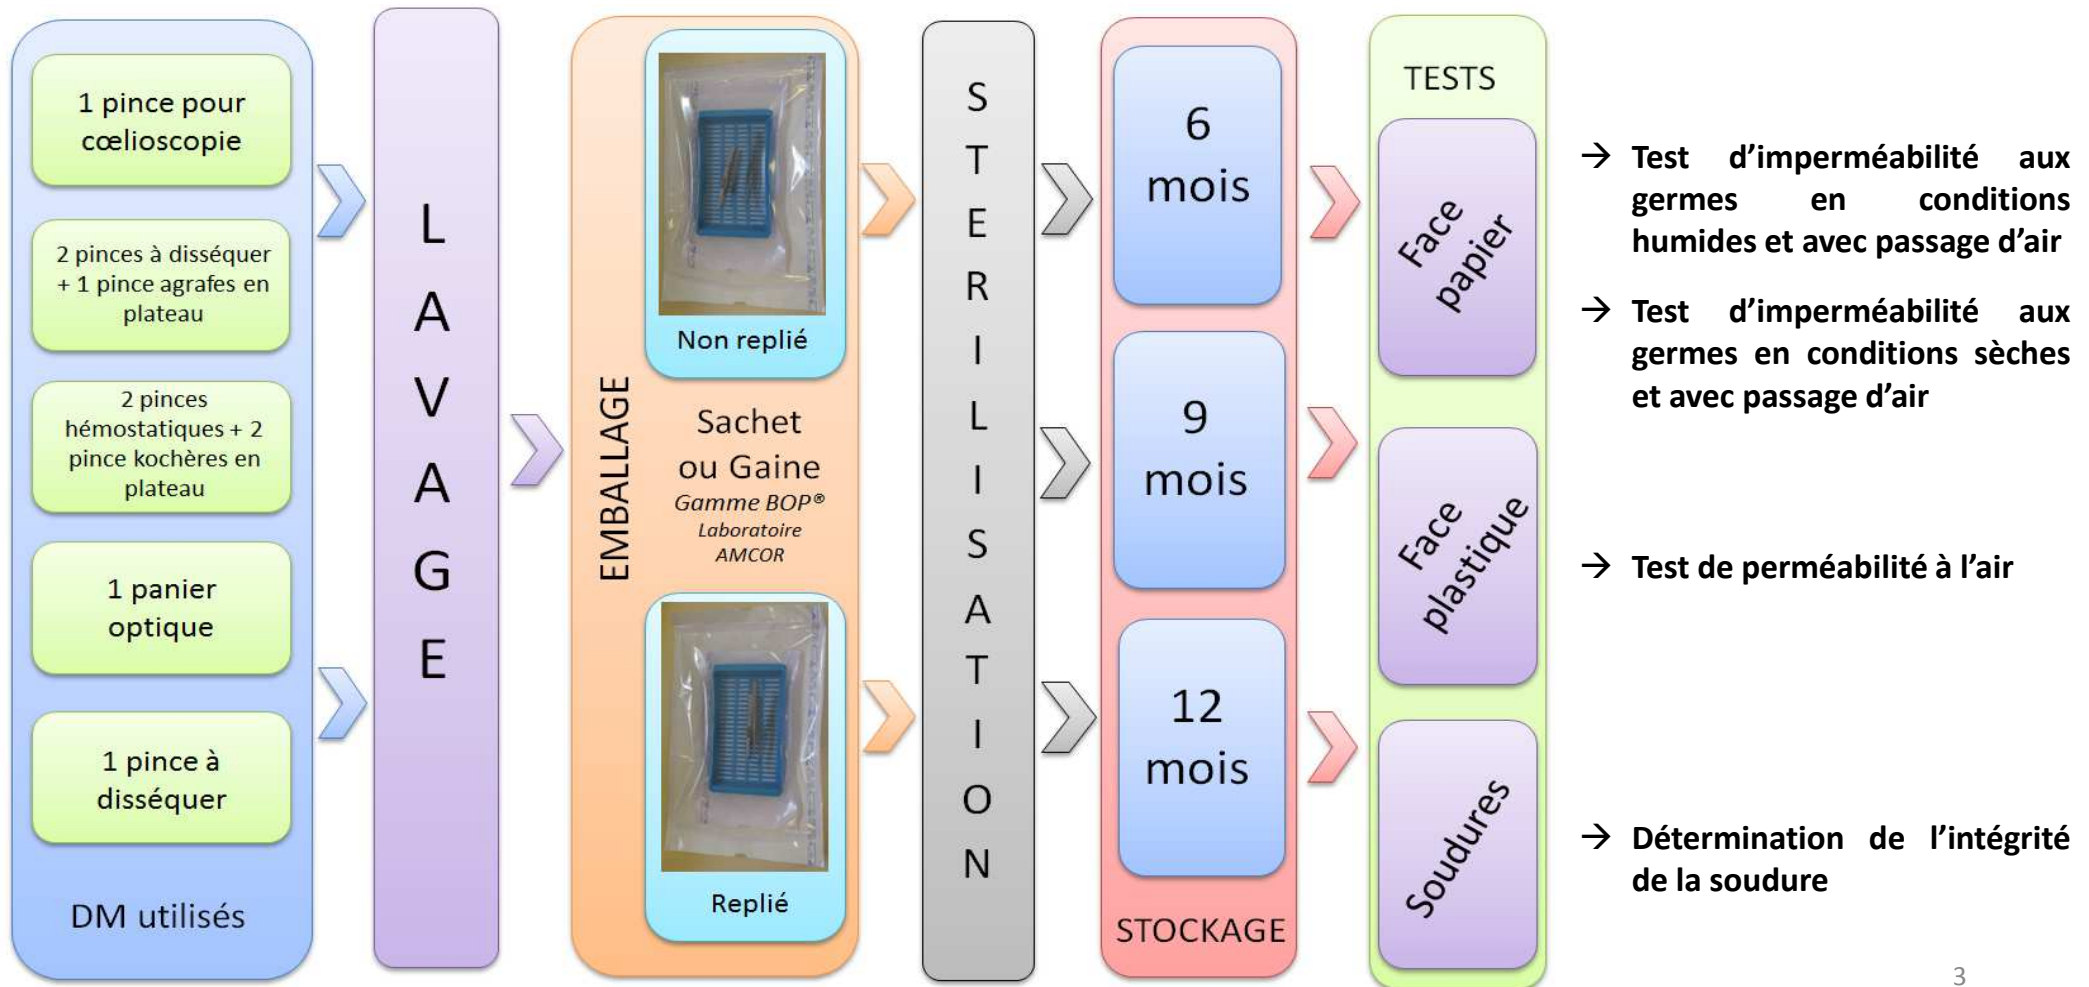 1 pince pour
cœlioscopie
2 pinces à disséquer
+ 1 pince agrafes en
plateau
2 pinces
hémostatiques + 2
pince kochères en
plateau
1 panier
optique
1 pince à
disséquer
DM utilisés
LAVAGE
EMBALLAGE
Non replié
Sachet
ou Gaine
Gamme BOP®
Laboratoire
AMCOR
Replié
STERILISATION
6
mois
9
mois
12
mois
STOCKAGE
TESTS
Face
papier
Face
plastique
Soudures
→ Test d’imperméabilité aux
germes en conditions
humides et avec passage d’air
→ Test d’imperméabilité aux
germes en conditions sèches
et avec passage d’air
→ Test de perméabilité à l’air
→ Détermination de l’intégrité
de la soudure
3